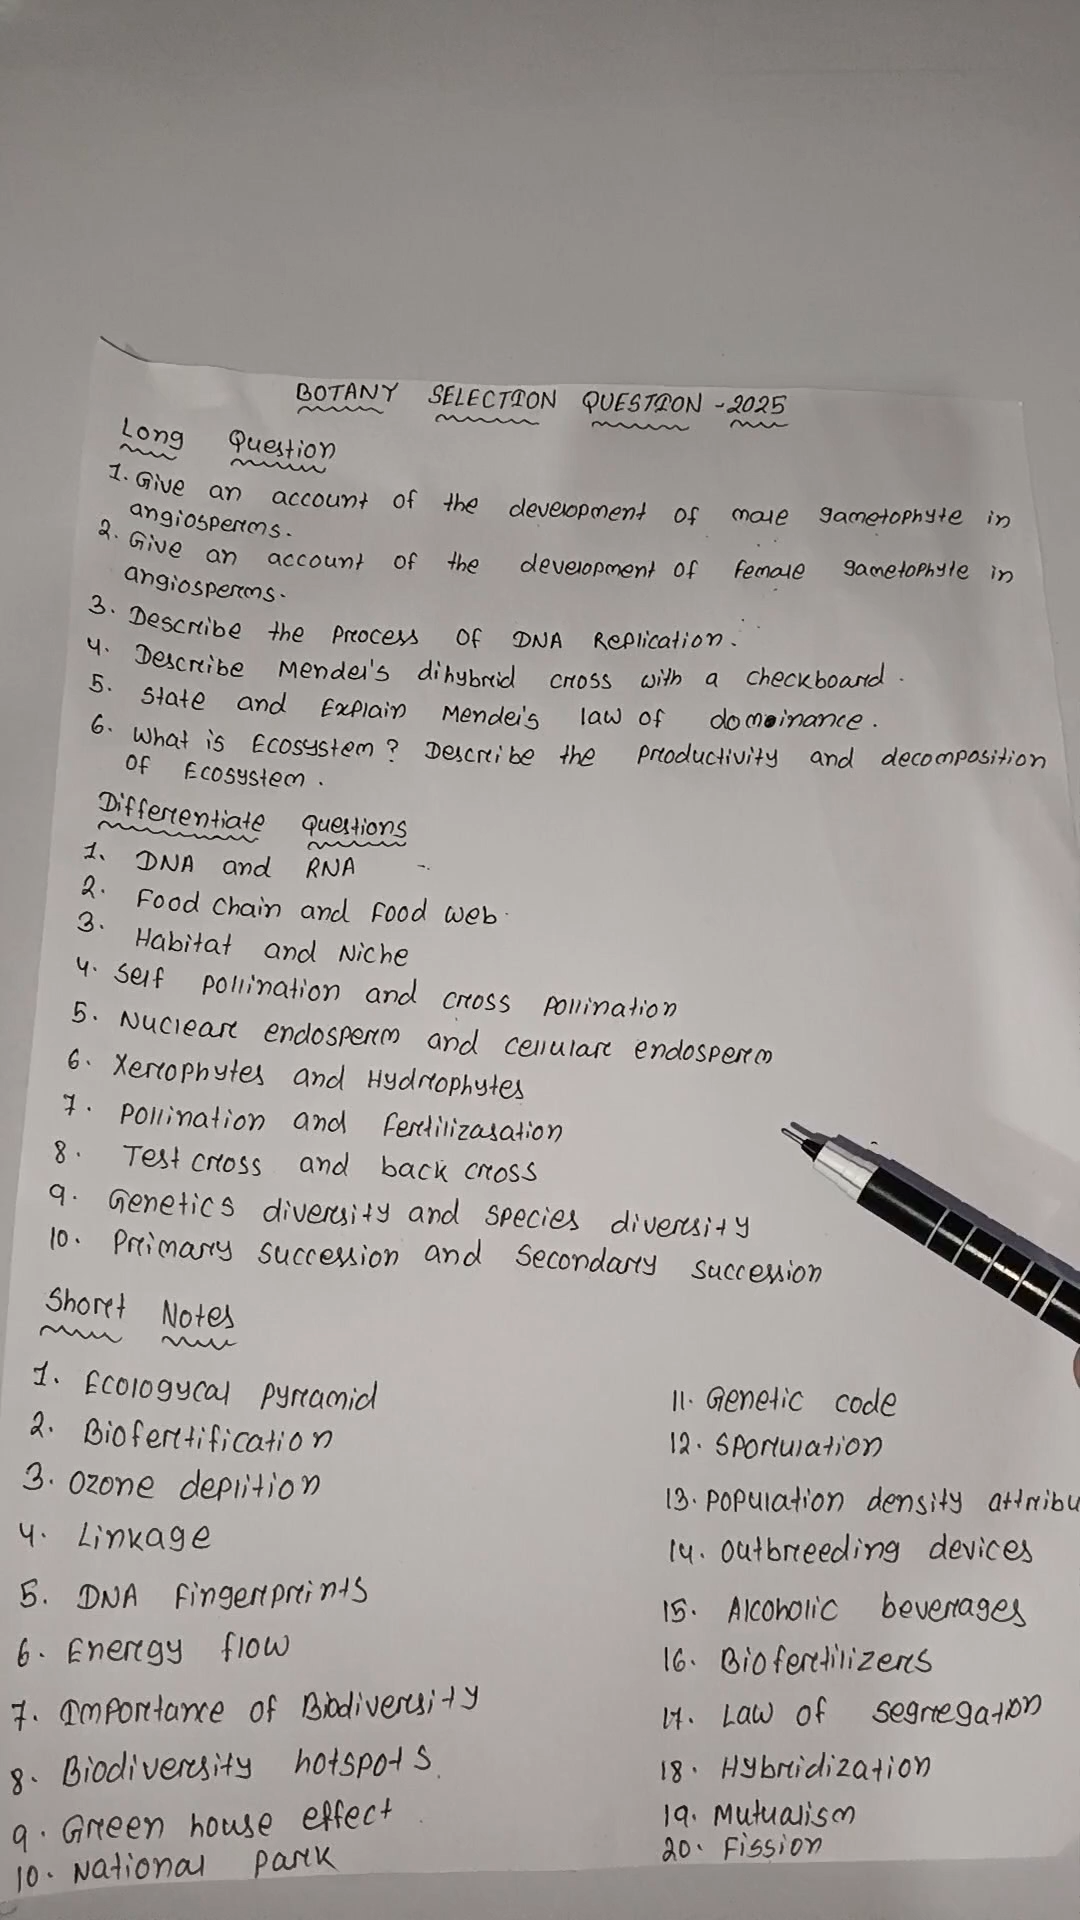 BOTANY SELECTION QUESTION - 2025
Long Question
1. Give an account of the development of male gametophyte in
angiosperms.
2. Give an account of the development of female gametophyte in
angiosperms.
3. Describe the process of DNA Replication.
4. Describe Mendel's dihybrid cross with a checkboard.
5. State and Explain Mendel's law of dominance.
6. What is Ecosystem? Describe the productivity and decomposition
of Ecosystem.
Differentiate Questions
1. DNA and RNA
2. Food chain and food web.
3. Habitat and Niche
4. Self pollination and cross pollination
5. Nuclear endosperm and cellular endosperm
6. Xerophytes and Hydrophytes
7. Pollination and fertilizasation
8. Test cross and back cross
9. Genetics diversity and species diversity
10. Primary succession and secondary succession
Short Notes
1. Ecologycal pyramid
2. Biofertification
3. Ozone deplition
4. Linkage
5. DNA fingerprints
6. Energy flow
7. Importance of Biodiversity
8. Biodiversity hotspots.
9. Green house effect
10. National park
11. Genetic code
12. Sporulation
13. Population density attribu
14. Outbreeding devices
15. Alcoholic beverages
16. Biofertilizers
17. Law of segregation
18. Hybridization
19. Mutualism
20. Fission